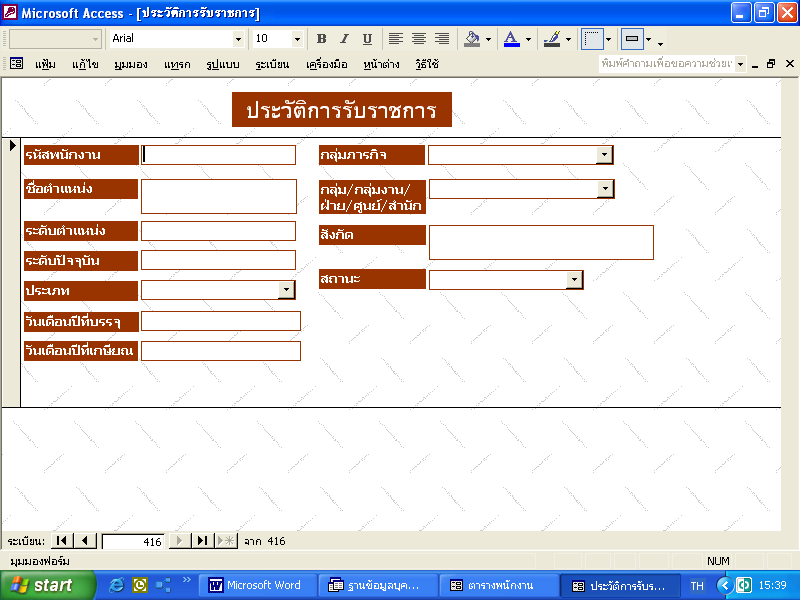 Microsoft Access - [ประวัติการรับราชการ]
Arial 10 B I U A
แฟ้ม แก้ไข มุมมอง แทรก รูปแบบ ระเบียน เครื่องมือ หน้าต่าง วิธีใช้ พิมพ์คำถามเพื่อขอความช่วยเ
ประวัติการรับราชการ
รหัสพนักงาน
กลุ่มภารกิจ
ชื่อตำแหน่ง
กลุ่ม/กลุ่มงาน/
ฝ่าย/ศูนย์/สำนัก
ระดับตำแหน่ง
สังกัด
ระดับปัจจุบัน
สถานะ
ประเภท
วันเดือนปีที่บรรจุ
วันเดือนปีที่เกษียณ
ระเบียน: 416 จาก 416
มุมมองฟอร์ม NUM
start Microsoft Word ฐานข้อมูลบุค... ตารางพนักงาน ประวัติการรับร... TH 15:39